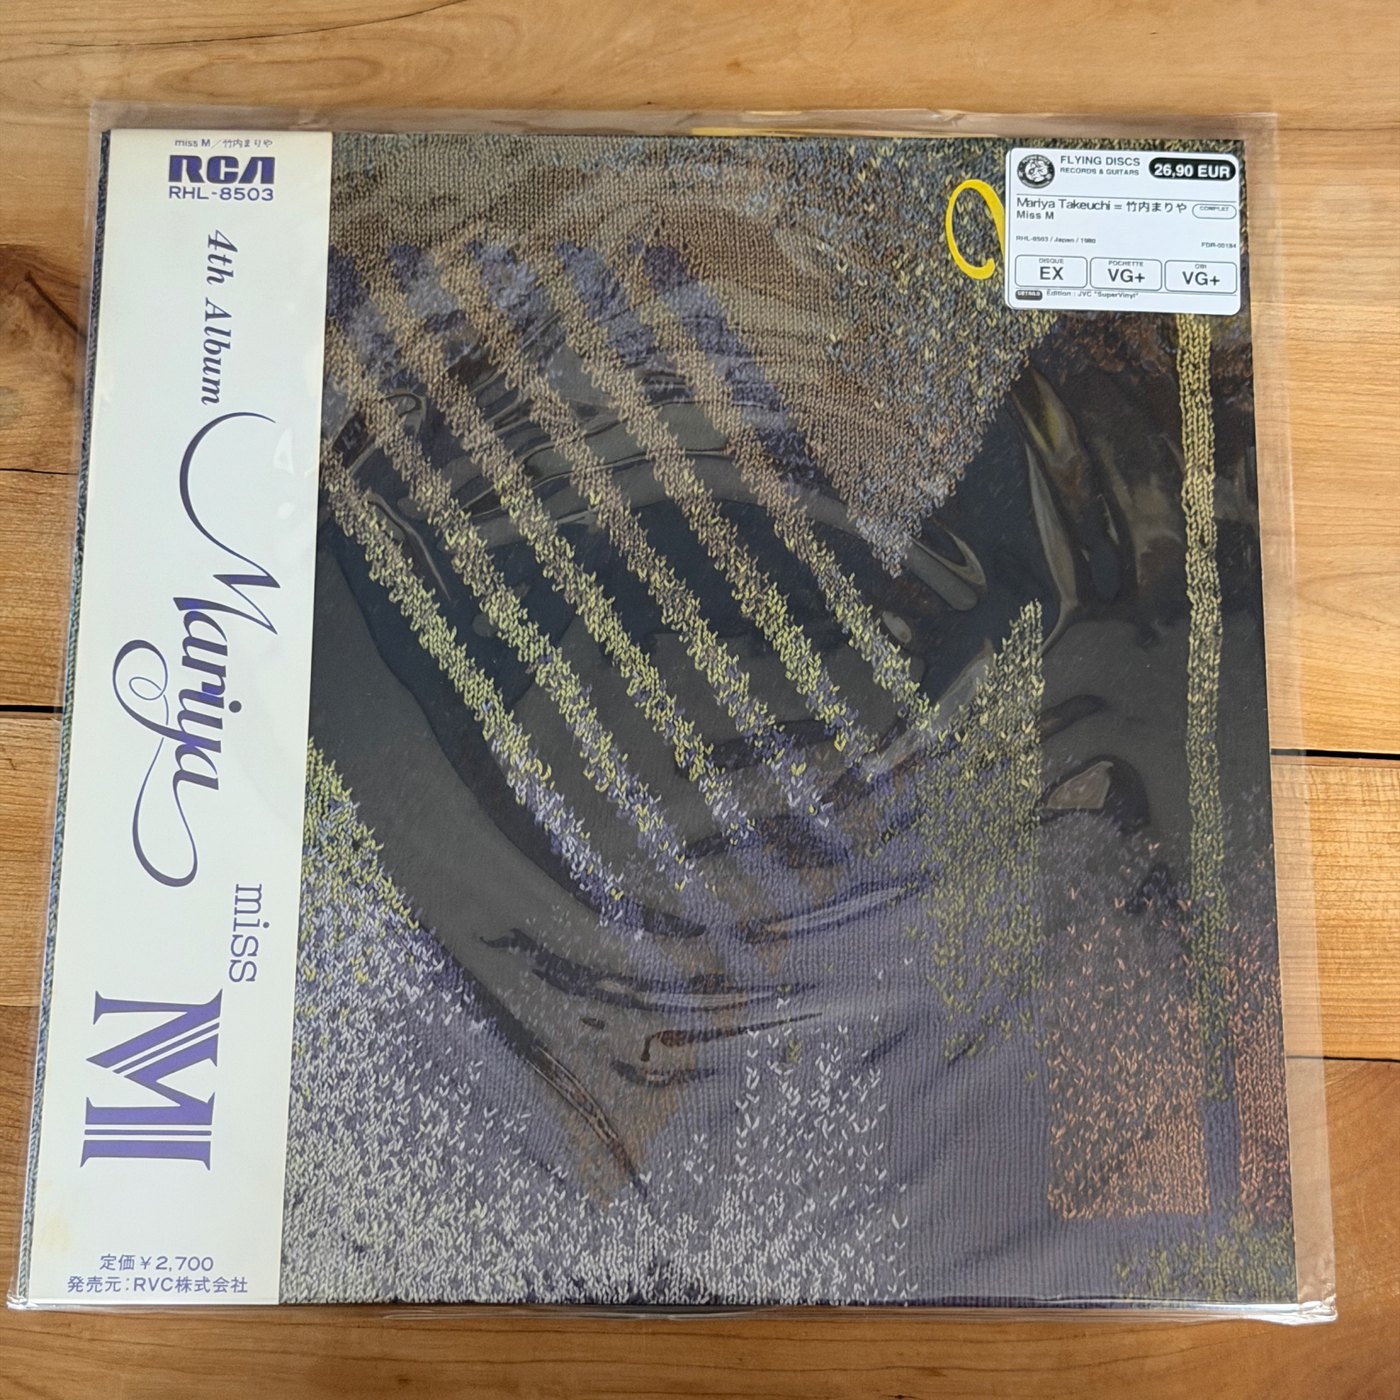 miss M／竹内まりや
RCA
RHL-8503
4th Album
Mariya
miss
M
定価￥2,700
発売元：RVC株式会社
FLYING DISCS
RECORDS & GUITARS
26,90 EUR
Mariya Takeuchi = 竹内まりや
COMPLET
Miss M
RHL-8503 / Japan / 1980
FDR-00184
DISQUE
EX
POCHETTE
VG+
OBI
VG+
DETAILS
Edition : JVC "SuperVinyl"